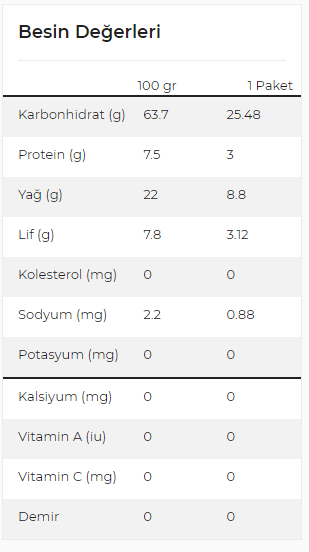 Besin Değerleri
100 gr 1 Paket
Karbonhidrat (g) 63.7 25.48
Protein (g) 7.5 3
Yağ (g) 22 8.8
Lif (g) 7.8 3.12
Kolesterol (mg) 0 0
Sodyum (mg) 2.2 0.88
Potasyum (mg) 0 0
Kalsiyum (mg) 0 0
Vitamin A (iu) 0 0
Vitamin C (mg) 0 0
Demir 0 0